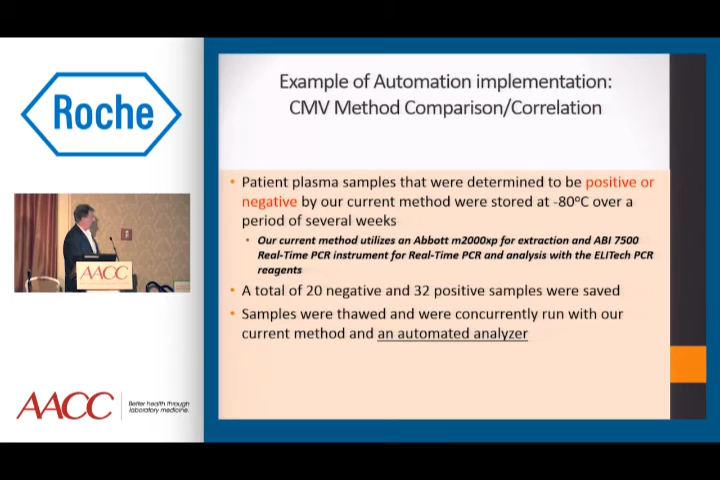 Roche
AACC
AACC
Better health through
laboratory medicine.
Example of Automation implementation:
CMV Method Comparison/Correlation
• Patient plasma samples that were determined to be positive or
negative by our current method were stored at -80°C over a
period of several weeks
• Our current method utilizes an Abbott m2000xp for extraction and ABI 7500
Real-Time PCR instrument for Real-Time PCR and analysis with the ELITech PCR
reagents
• A total of 20 negative and 32 positive samples were saved
• Samples were thawed and were concurrently run with our
current method and an automated analyzer